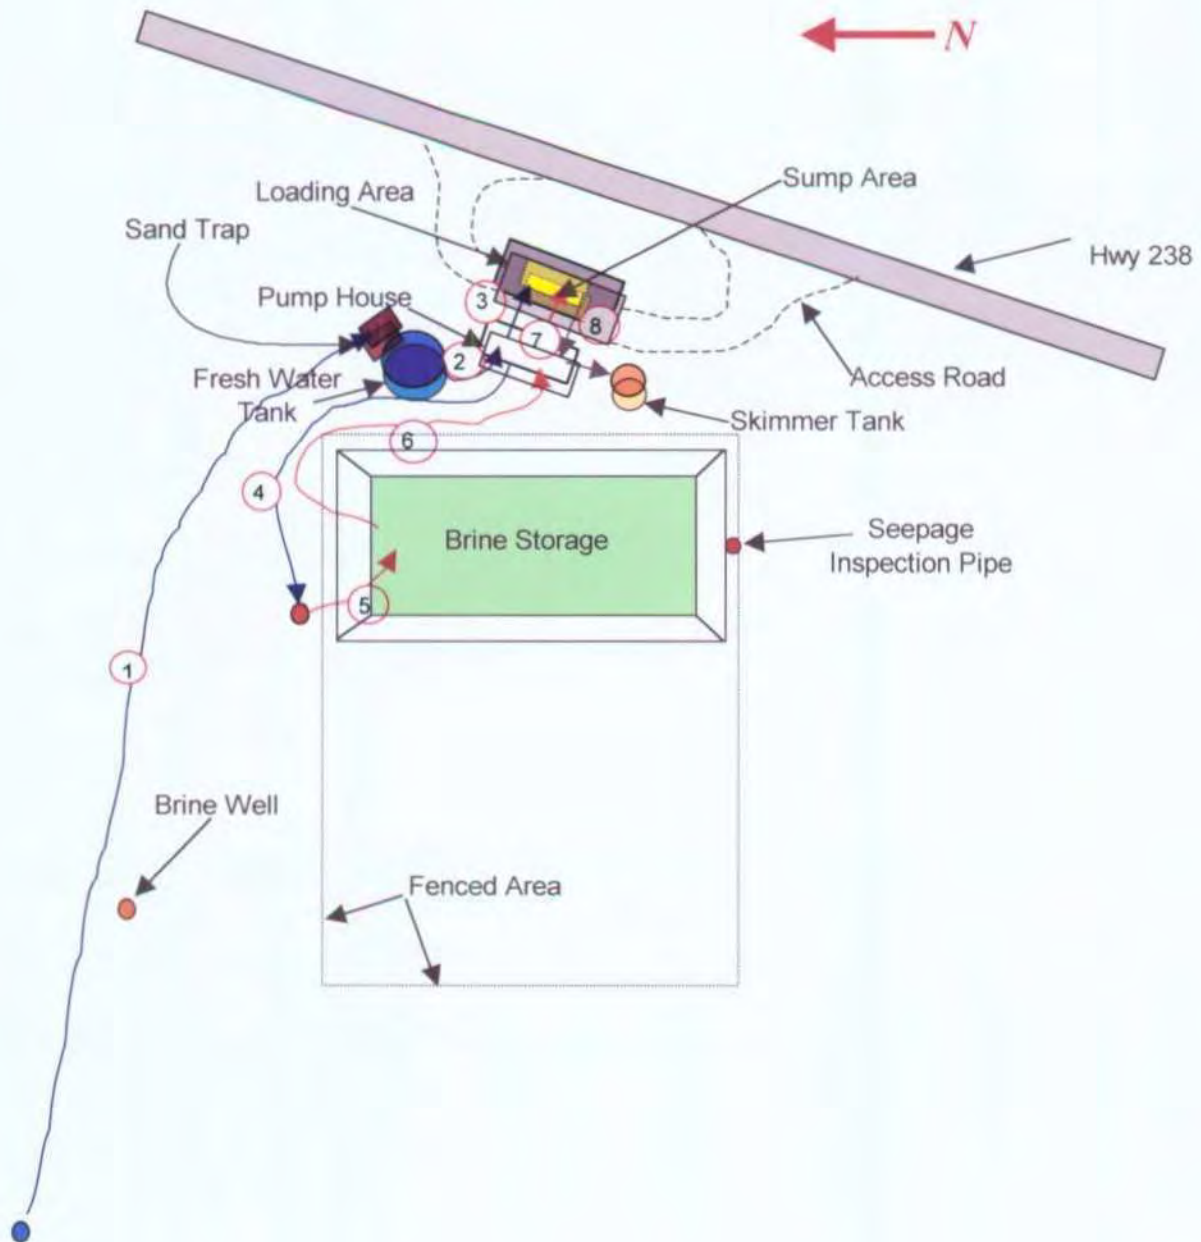 N
Sump Area
Loading Area
Sand Trap
Hwy 238
Pump House
3
8
7
2
Fresh Water
Tank
Access Road
Skimmer Tank
6
4
Brine Storage
Seepage
Inspection Pipe
5
1
Brine Well
Fenced Area